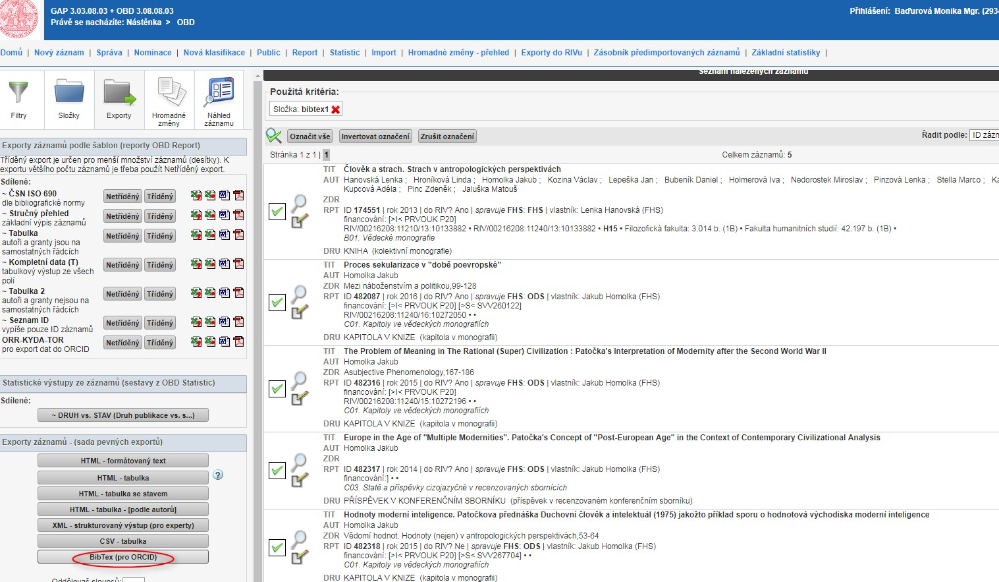 GAP 3.03.08.03 + OBD 3.08.08.03
Právě se nacházíte: Nástěnka > OBD
Přihlášení: Baďurová Monika Mgr.
Domů | Nový záznam | Správa | Nominace | Nová klasifikace | Public | Report | Statistic | Import | Hromadné změny - přehled | Exporty do RIVu | Zásobník předimportovaných záznamů | Základní statistiky |
Filtry
Složky
Exporty
Hromadné
změny
Náhled
záznamu
Exporty záznamů podle šablon (reporty OBD Report)
Tříděný export je určen pro menší množství záznamů (desítky). K
exportu většího počtu záznamů je třeba použít Netříděný export.
Sdílené:
~ ČSN ISO 690
dle bibliografické normy
Netříděný Tříděný
~ Stručný přehled
základní výpis záznamů
Netříděný Tříděný
~ Tabulka
autoři a granty jsou na
samostatných řádcích
Netříděný Tříděný
~ Kompletní data (T)
tabulkový výstup ze všech
polí
Netříděný Tříděný
~ Tabulka 2
autoři a granty nejsou na
samostatných řádcích
Netříděný Tříděný
~ Seznam ID
vypíše pouze ID záznamů
Netříděný Tříděný
ORR-KYDA-TOR
pro export dat do ORCID
Netříděný Tříděný
Statistické výstupy ze záznamů (sestavy z OBD Statistic)
Sdílené:
~ DRUH vs. STAV (Druh publikace vs. s...)
Exporty záznamů - (sada pevných exportů)
HTML - formátovaný text
HTML - tabulka
?
HTML - tabulka se stavem
HTML - tabulka - [podle autorů]
XML - strukturovaný výstup (pro experty)
CSV - tabulka
BibTex (pro ORCID)
Oddělovač sloupců:
Seznam nalezených záznamů
Použitá kritéria:
Složka: bibtex1
Označit vše Invertovat označení Zrušit označení
Řadit podle: ID
Stránka 1 z 1 | 1
Celkem záznamů: 5
TIT Člověk a strach. Strach v antropologických perspektivách
AUT Hanovská Lenka ; Hroníková Linda ; Homolka Jakub ; Kozina Václav ; Lepeška Jan ; Bubeník Daniel ; Holmerová Iva ; Nedorostek Miroslav ; Pinzová Lenka ; Stella Marco ;
Kupcová Adéla ; Pinc Zdeněk ; Jaluška Matouš
ZDR
RPT ID 174551 | rok 2013 | do RIV? Ano | spravuje FHS: FHS | vlastník: Lenka Hanovská (FHS)
financování: [>I< PRVOUK P20]
RIV/00216208:11210/13:10133882 • RIV/00216208:11240/13:10133882 • H15 • Filozofická fakulta: 3.014 b. (1B) • Fakulta humanitních studií: 42.197 b. (1B) •
B01. Vědecké monografie
DRU KNIHA (kolektivní monografie)
TIT Proces sekularizace v "době poevropské"
AUT Homolka Jakub
ZDR Mezi náboženstvím a politikou,99-128
RPT ID 482087 | rok 2016 | do RIV? Ano | spravuje FHS: ODS | vlastník: Jakub Homolka (FHS)
financování: [>I< PRVOUK P20] [>S< SVV260122]
RIV/00216208:11240/16:10272050 • •
C01. Kapitoly ve vědeckých monografiích
DRU KAPITOLA V KNIZE (kapitola v monografii)
TIT The Problem of Meaning in The Rational (Super) Civilization : Patočka's Interpretation of Modernity after the Second World War II
AUT Homolka Jakub
ZDR Asubjective Phenomenology,167-186
RPT ID 482316 | rok 2015 | do RIV? Ano | spravuje FHS: ODS | vlastník: Jakub Homolka (FHS)
financování: [>I< PRVOUK P20]
RIV/00216208:11240/15:10272196 • •
C01. Kapitoly ve vědeckých monografiích
DRU KAPITOLA V KNIZE (kapitola v monografii)
TIT Europe in the Age of "Multiple Modernities". Patočka's Concept of "Post-European Age" in the Context of Contemporary Civilizational Analysis
AUT Homolka Jakub
ZDR
RPT ID 482317 | rok 2014 | do RIV? Ano | spravuje FHS: ODS | vlastník: Jakub Homolka (FHS)
financování:] • •
C03. Statě a příspěvky cizojazyčné v recenzovaných sbornících
DRU PŘÍSPĚVEK V KONFERENČNÍM SBORNÍKU (příspěvek v recenzovaném konferenčním sborníku)
TIT Hodnoty moderní inteligence. Patočkova přednáška Duchovní člověk a intelektuál (1975) jakožto příklad sporu o hodnotová východiska moderní inteligence
AUT Homolka Jakub
ZDR Vědomí hodnot. Hodnoty (nejen) v antropologických perspektivách,53-64
RPT ID 482318 | rok 2015 | do RIV? Ne | spravuje FHS: ODS | vlastník: Jakub Homolka (FHS)
financování: [>I< PRVOUK P20] [>S< SVV267704] • •
C01. Kapitoly ve vědeckých monografiích
DRU KAPITOLA V KNIZE (kapitola v monografii)